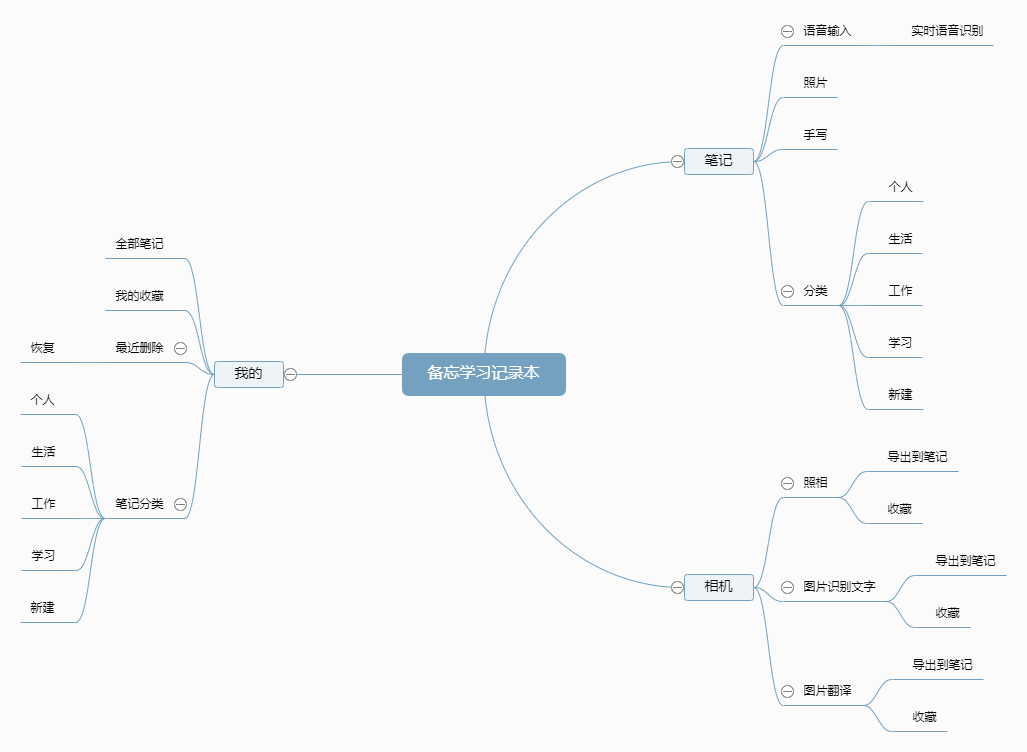 备忘学习记录本
笔记
语音输入
实时语音识别
照片
手写
分类
个人
生活
工作
学习
新建
相机
照相
导出到笔记
收藏
图片识别文字
导出到笔记
收藏
图片翻译
导出到笔记
收藏
我的
全部笔记
我的收藏
最近删除
恢复
笔记分类
个人
生活
工作
学习
新建